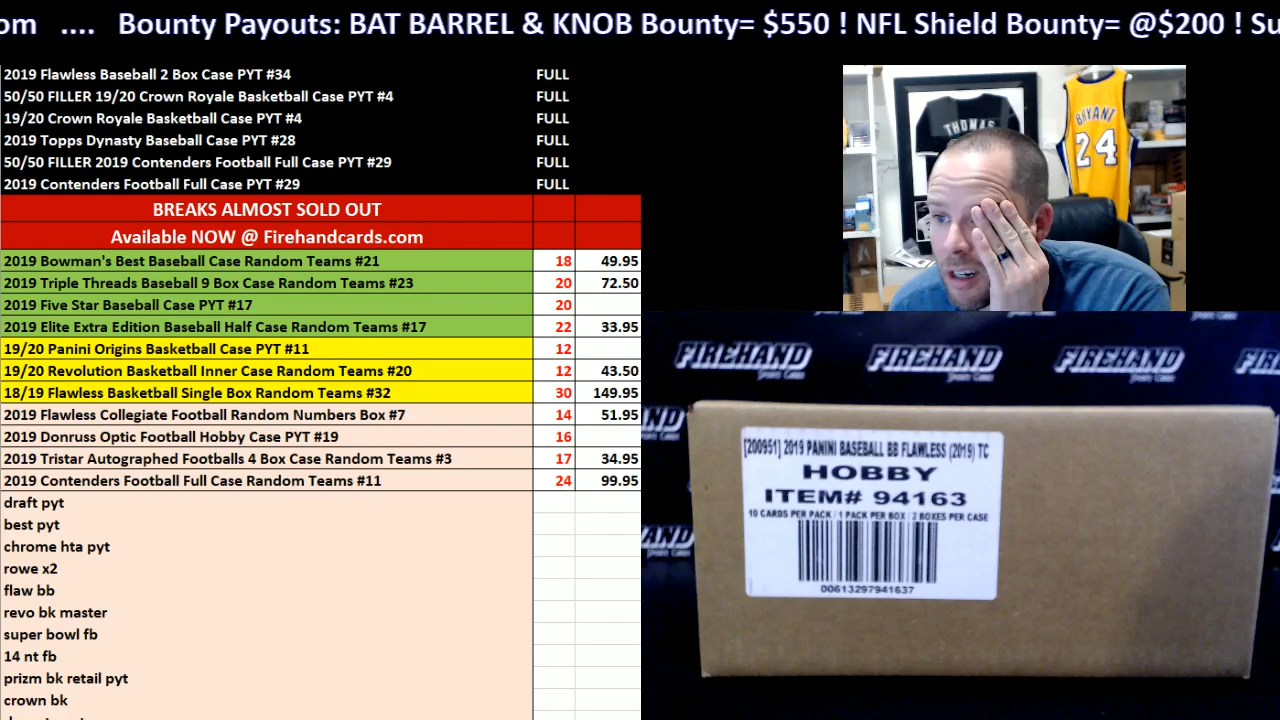 om .... Bounty Payouts: BAT BARREL & KNOB Bounty= $550 ! NFL Shield Bounty= @$200 ! Su
2019 Flawless Baseball 2 Box Case PYT #34 FULL
50/50 FILLER 19/20 Crown Royale Basketball Case PYT #4 FULL
19/20 Crown Royale Basketball Case PYT #4 FULL
2019 Topps Dynasty Baseball Case PYT #28 FULL
50/50 FILLER 2019 Contenders Football Full Case PYT #29 FULL
2019 Contenders Football Full Case PYT #29 FULL
BREAKS ALMOST SOLD OUT
Available NOW @ Firehandcards.com
2019 Bowman's Best Baseball Case Random Teams #21 18 49.95
2019 Triple Threads Baseball 9 Box Case Random Teams #23 20 72.50
2019 Five Star Baseball Case PYT #17 20
2019 Elite Extra Edition Baseball Half Case Random Teams #17 22 33.95
19/20 Panini Origins Basketball Case PYT #11 12
19/20 Revolution Basketball Inner Case Random Teams #20 12 43.50
18/19 Flawless Basketball Single Box Random Teams #32 30 149.95
2019 Flawless Collegiate Football Random Numbers Box #7 14 51.95
2019 Donruss Optic Football Hobby Case PYT #19 16
2019 Tristar Autographed Footballs 4 Box Case Random Teams #3 17 34.95
2019 Contenders Football Full Case Random Teams #11 24 99.95
draft pyt
best pyt
chrome hta pyt
rowe x2
flaw bb
revo bk master
super bowl fb
14 nt fb
prizm bk retail pyt
crown bk
THOMAS
BRYANT
24
FIREHAND
FIREHAND
FIREHAND
[200951] 2019 PANINI BASEBALL BB FLAWLESS (2019) TC
HOBBY
ITEM# 94163
10 CARDS PER PACK / 1 PACK PER BOX / 2 BOXES PER CASE
00613297941637